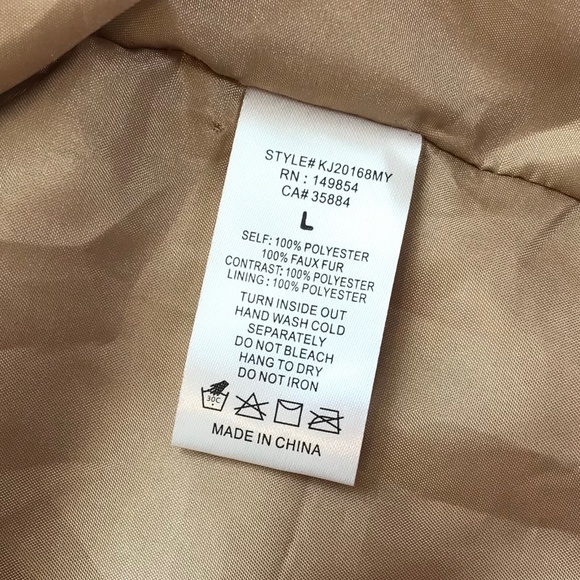 STYLE# KJ20168MY
RN : 149854
CA# 35884
L
SELF: 100% POLYESTER
100% FAUX FUR
CONTRAST: 100% POLYESTER
LINING : 100% POLYESTER
TURN INSIDE OUT
HAND WASH COLD
SEPARATELY
DO NOT BLEACH
HANG TO DRY
DO NOT IRON
30C
MADE IN CHINA